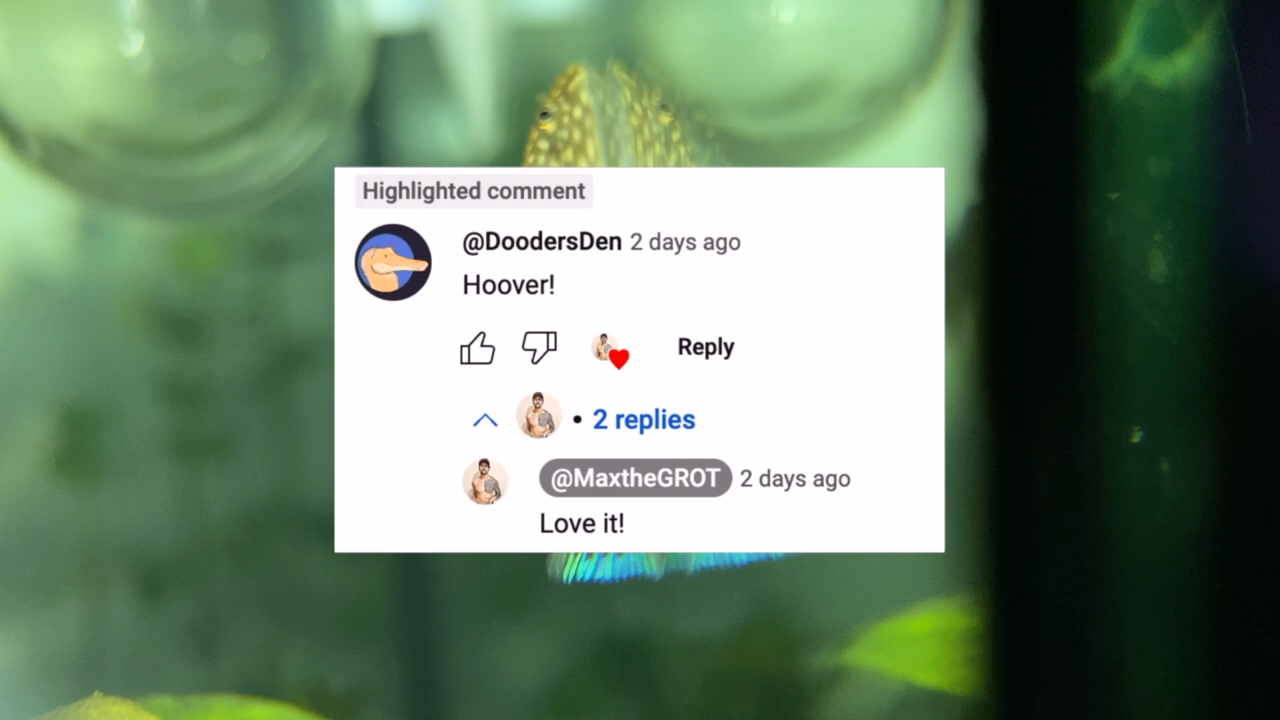 Highlighted comment
@DoodersDen 2 days ago
Hoover!
Reply
• 2 replies
@MaxtheGROT 2 days ago
Love it!